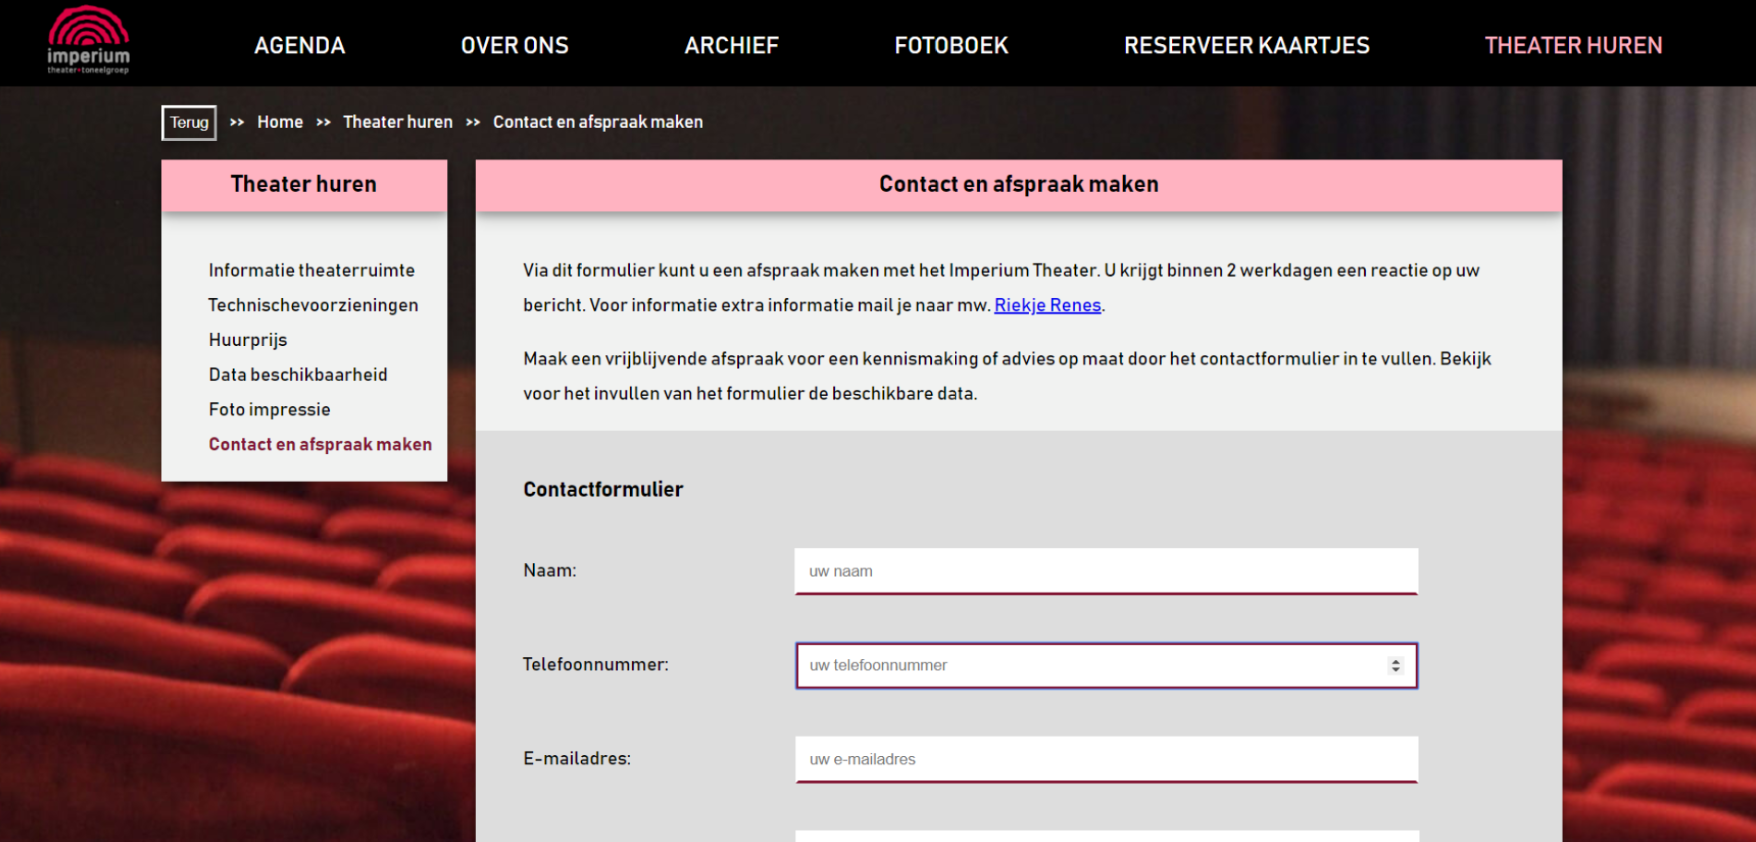 imperium
theater+toneelgroep
AGENDA
OVER ONS
ARCHIEF
FOTOBOEK
RESERVEER KAARTJES
THEATER HUREN
Terug >> Home >> Theater huren >> Contact en afspraak maken
Theater huren
Informatie theaterruimte
Technischevoorzieningen
Huurprijs
Data beschikbaarheid
Foto impressie
Contact en afspraak maken
Contact en afspraak maken
Via dit formulier kunt u een afspraak maken met het Imperium Theater. U krijgt binnen 2 werkdagen een reactie op uw
bericht. Voor informatie extra informatie mail je naar mw. Riekje Renes.
Maak een vrijblijvende afspraak voor een kennismaking of advies op maat door het contactformulier in te vullen. Bekijk
voor het invullen van het formulier de beschikbare data.
Contactformulier
Naam: uw naam
Telefoonnummer: uw telefoonnummer
E-mailadres: uw e-mailadres